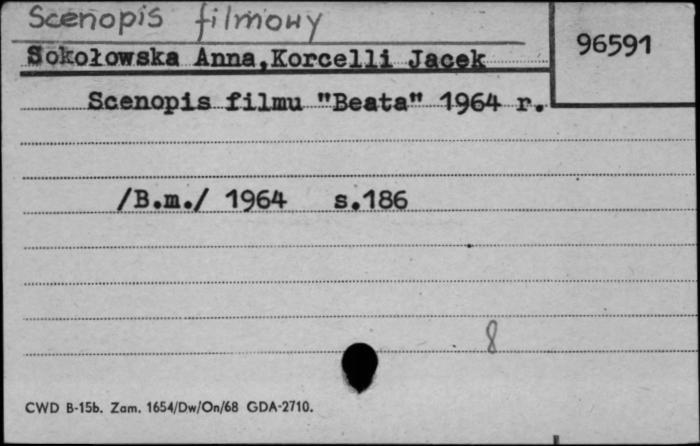 Scenopis filmowy
96591
Sokołowska Anna,Korcelli Jacek
Scenopis filmu "Beata" 1964 r.
/B.m./ 1964 s.186
8
CWD B-15b. Zam. 1654/Dw/On/68 GDA-2710.